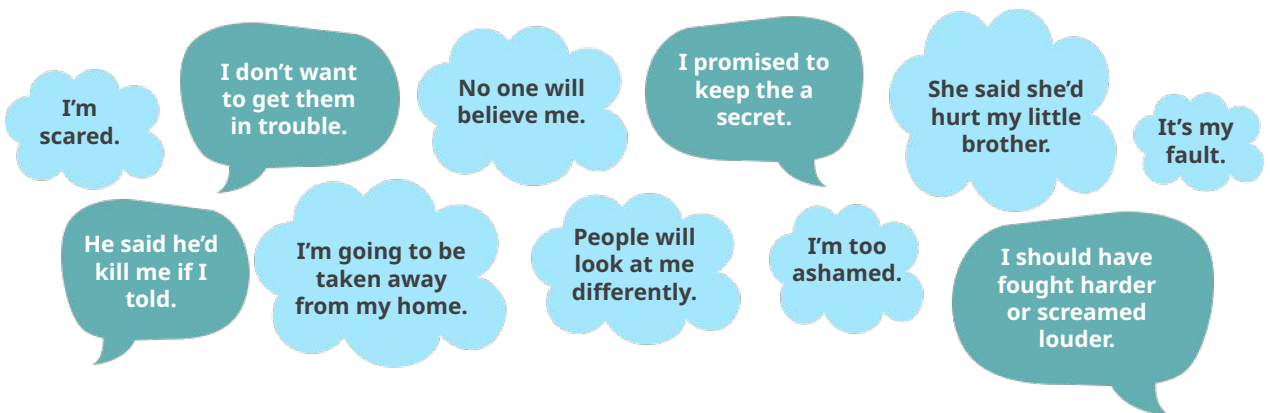 I'm
scared.
I don’t want
to get them
in trouble.
No one will
believe me.
I promised to
keep the a
secret.
She said she’d
hurt my little
brother.
It’s my
fault.
He said he’d
kill me if I
told.
I’m going to be
taken away
from my home.
People will
look at me
differently.
I’m too
ashamed.
I should have
fought harder
or screamed
louder.